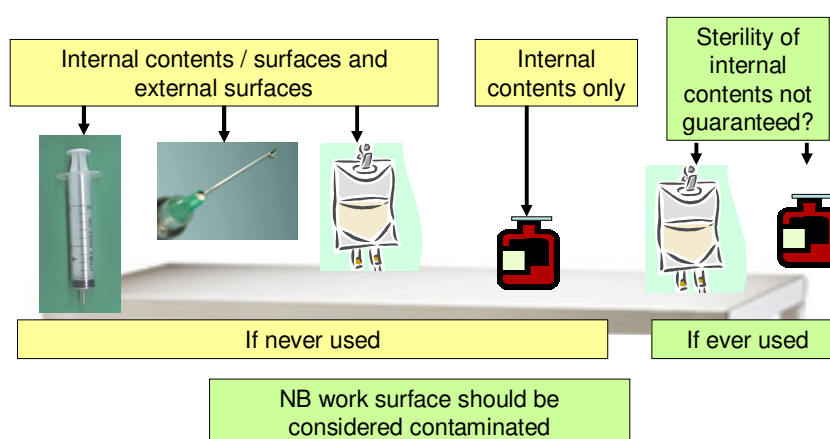 Internal contents / surfaces and
external surfaces
Internal
contents only
Sterility of
internal
contents not
guaranteed?
If never used
If ever used
NB work surface should be
considered contaminated